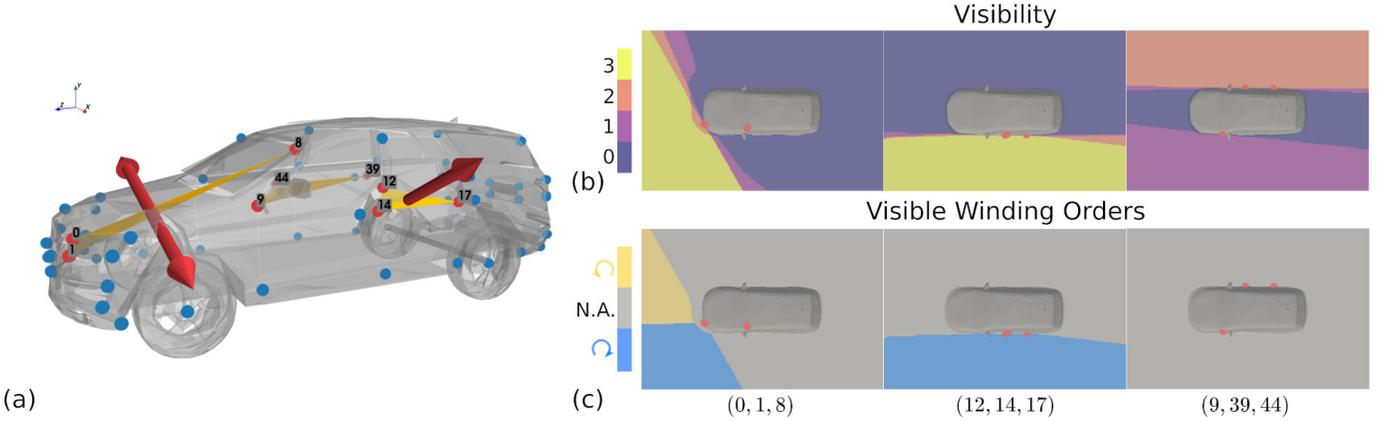 Visibility
3
2
1
0
(b)
Y
Z
X
8
44
39
9
12
14
17
0
1
(a)
Visible Winding Orders
N.A.
(c)
(0, 1, 8)
(12, 14, 17)
(9, 39, 44)